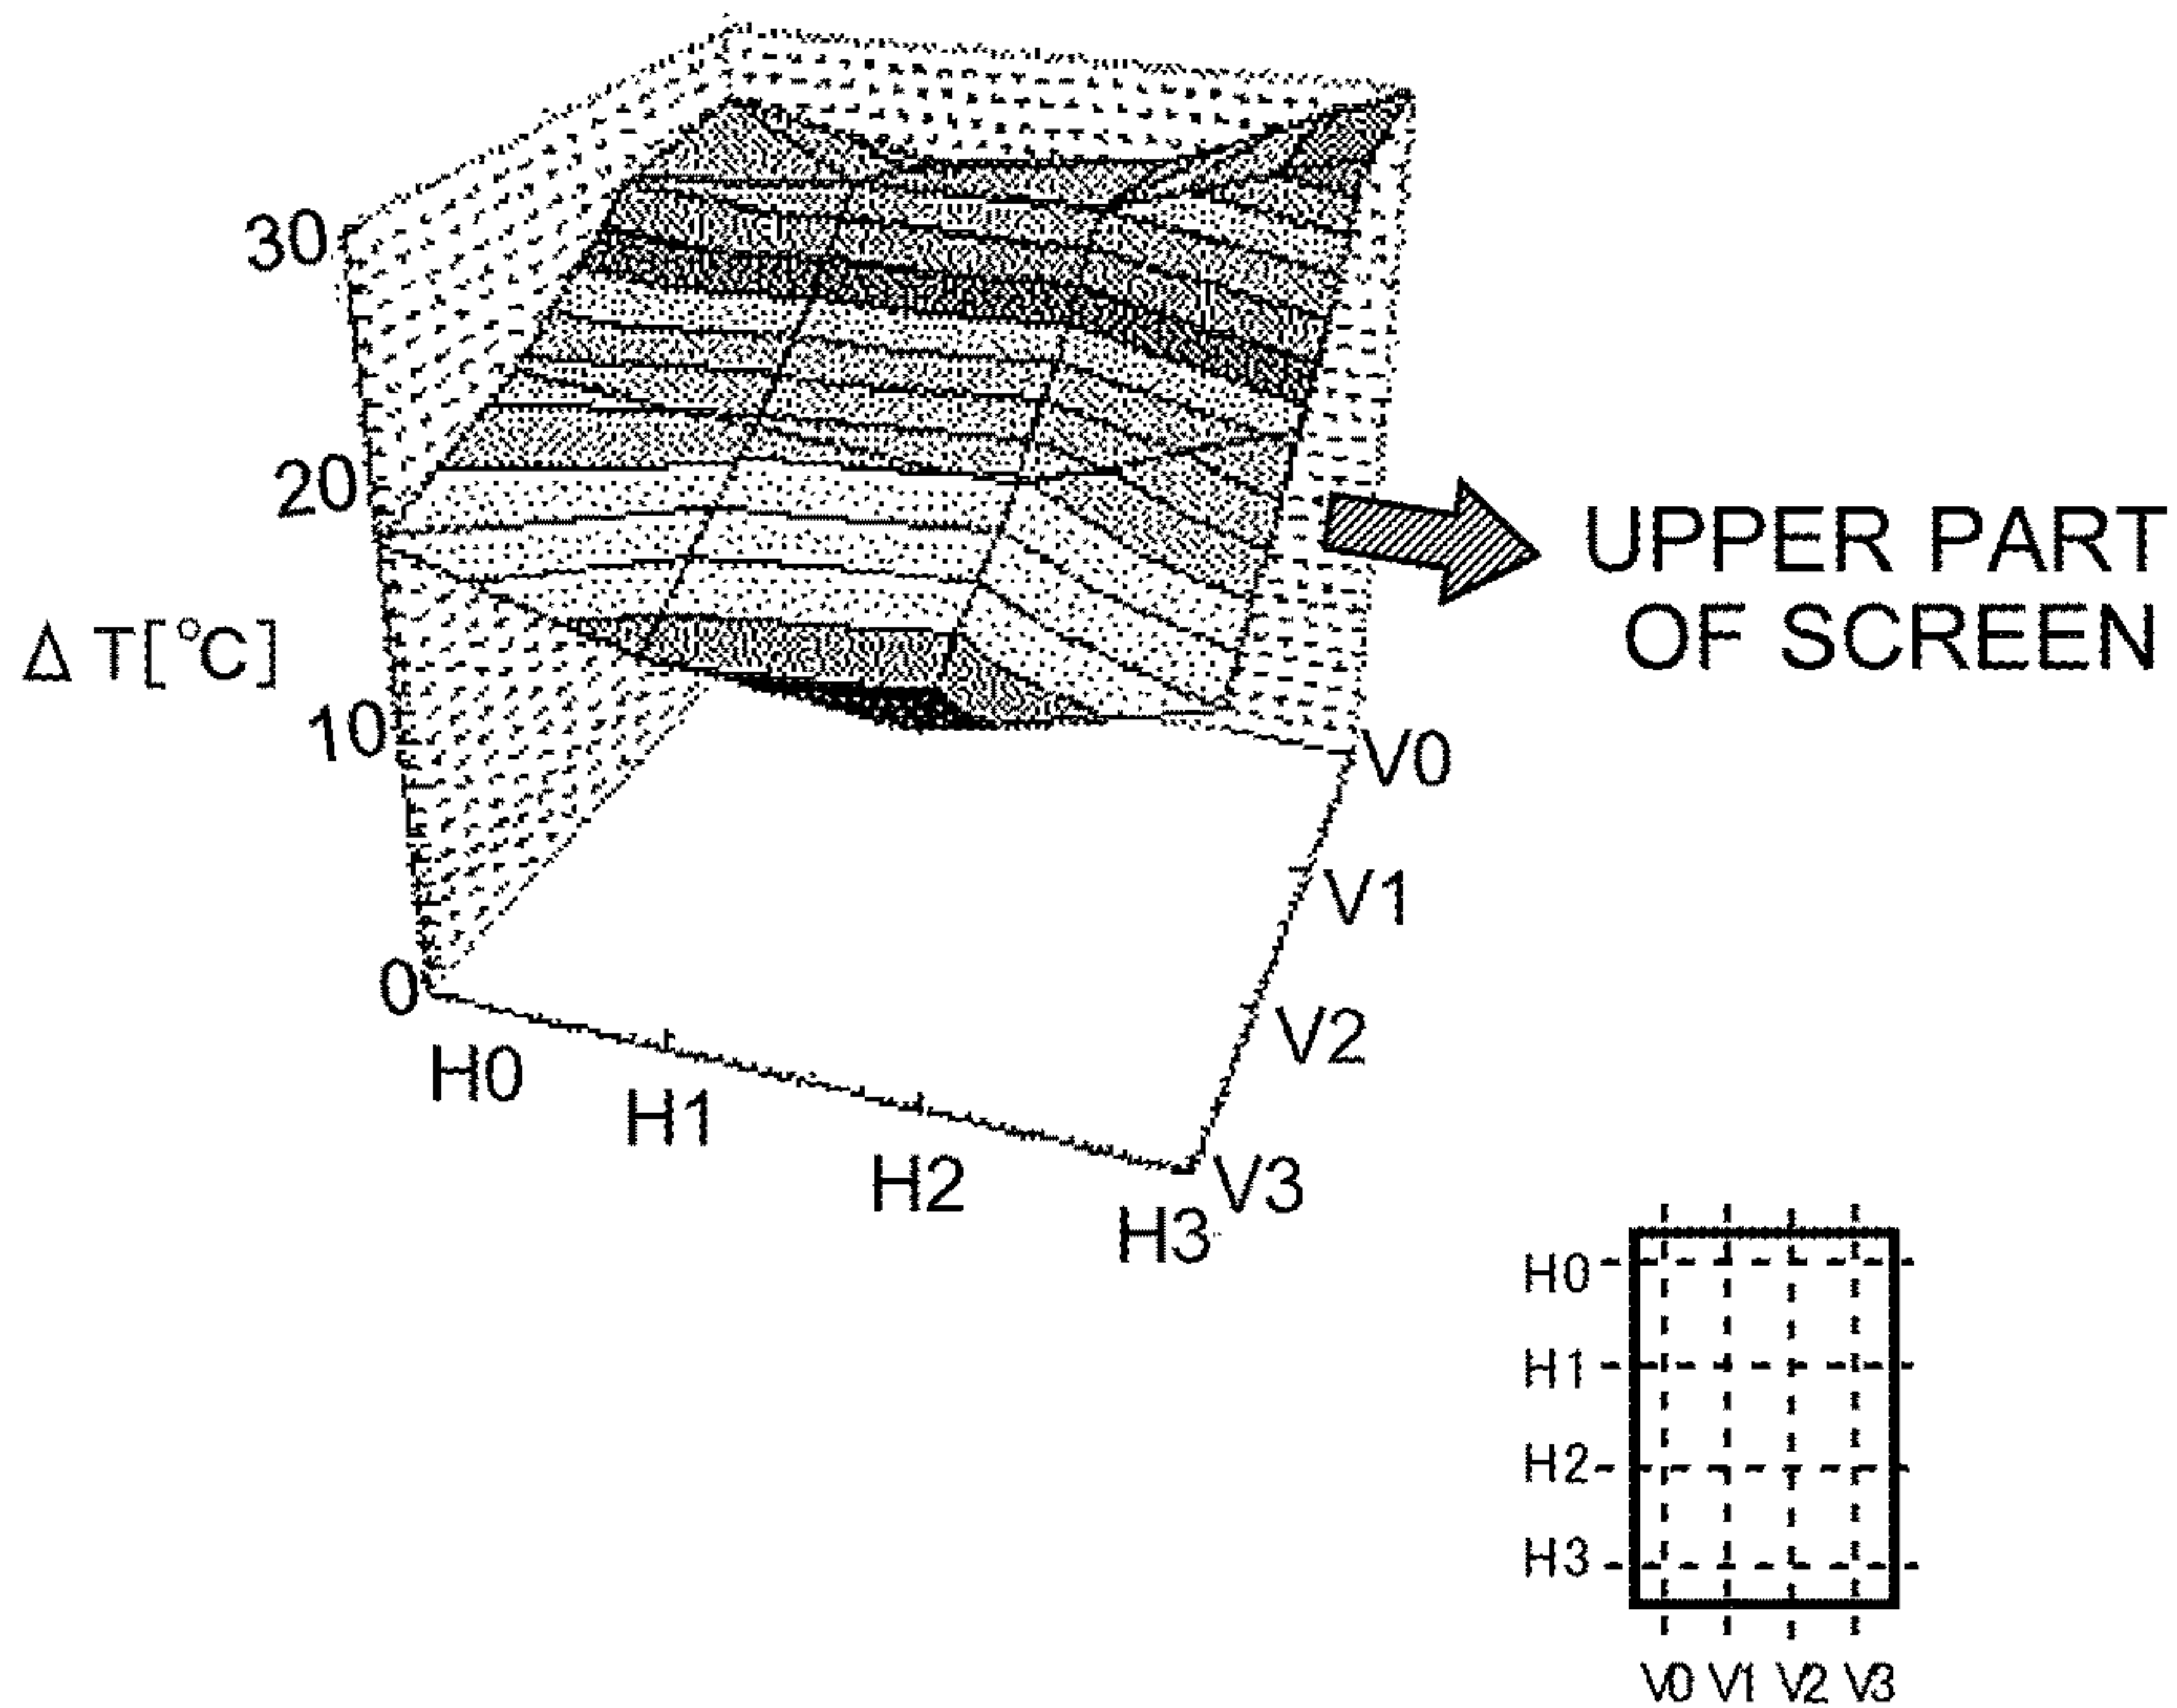 30
20
Δ T[°C]
10
0
UPPER PART
OF SCREEN
V0
V1
V2
V3
H0
H1
H2
H3
H0
H1
H2
H3
V0 V1 V2 V3